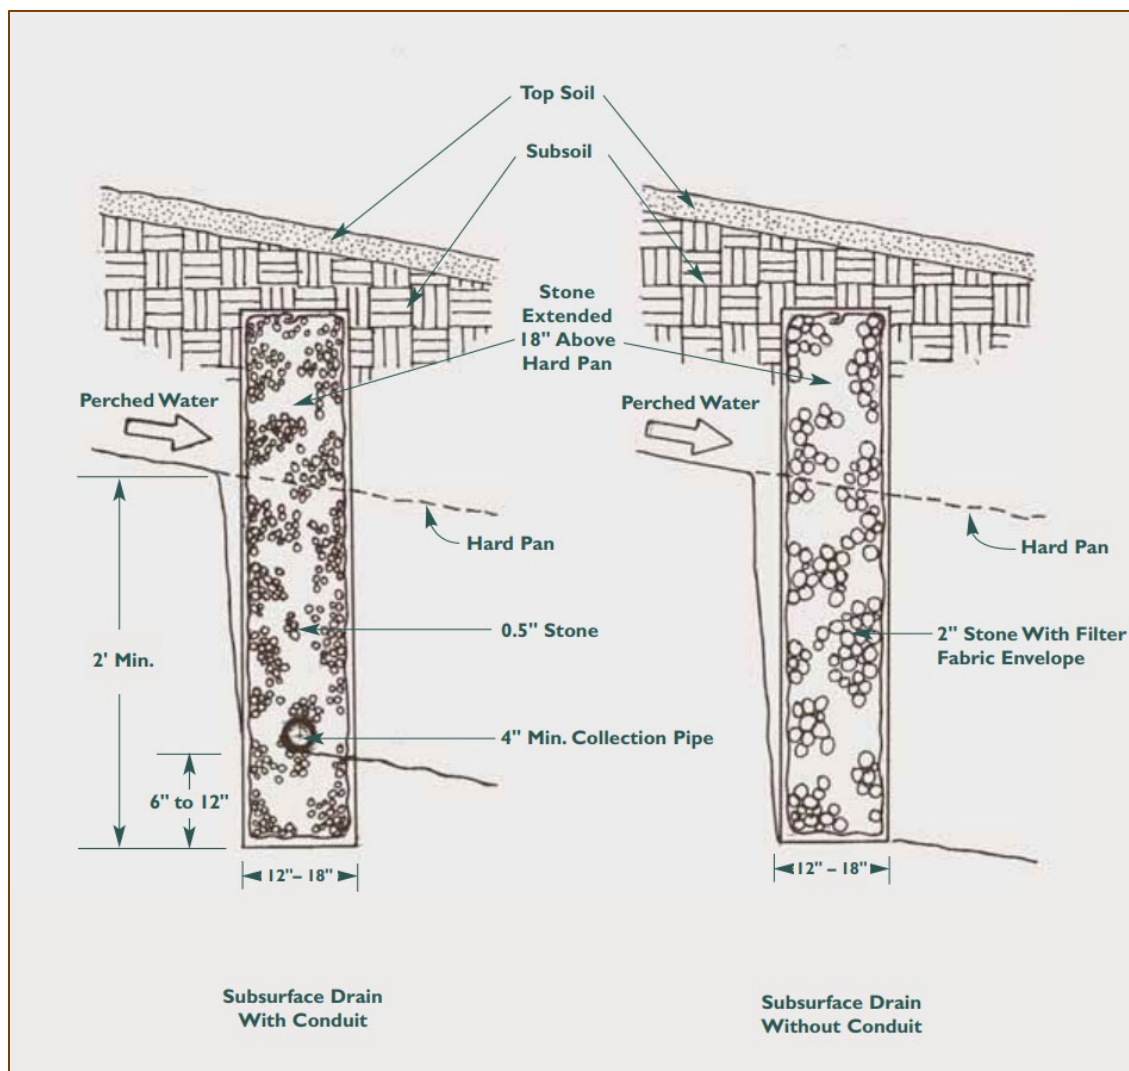 Top Soil
Subsoil
Stone
Extended
18" Above
Hard Pan
Perched Water
Perched Water
Hard Pan
Hard Pan
0.5" Stone
2" Stone With Filter
Fabric Envelope
2' Min.
4" Min. Collection Pipe
6" to 12"
12"– 18"
12"– 18"
Subsurface Drain
With Conduit
Subsurface Drain
Without Conduit